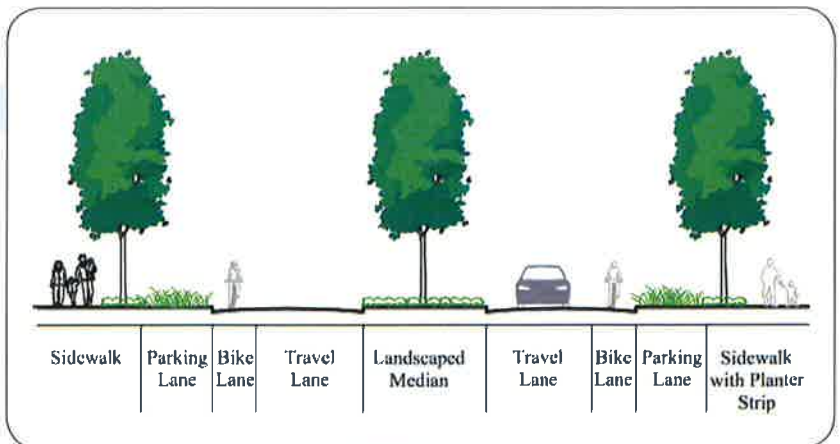 Sidewalk
Parking
Lane
Bike
Lane
Travel
Lane
Landscaped
Median
Travel
Lane
Bike
Lane
Parking
Lane
Sidewalk
with Planter
Strip